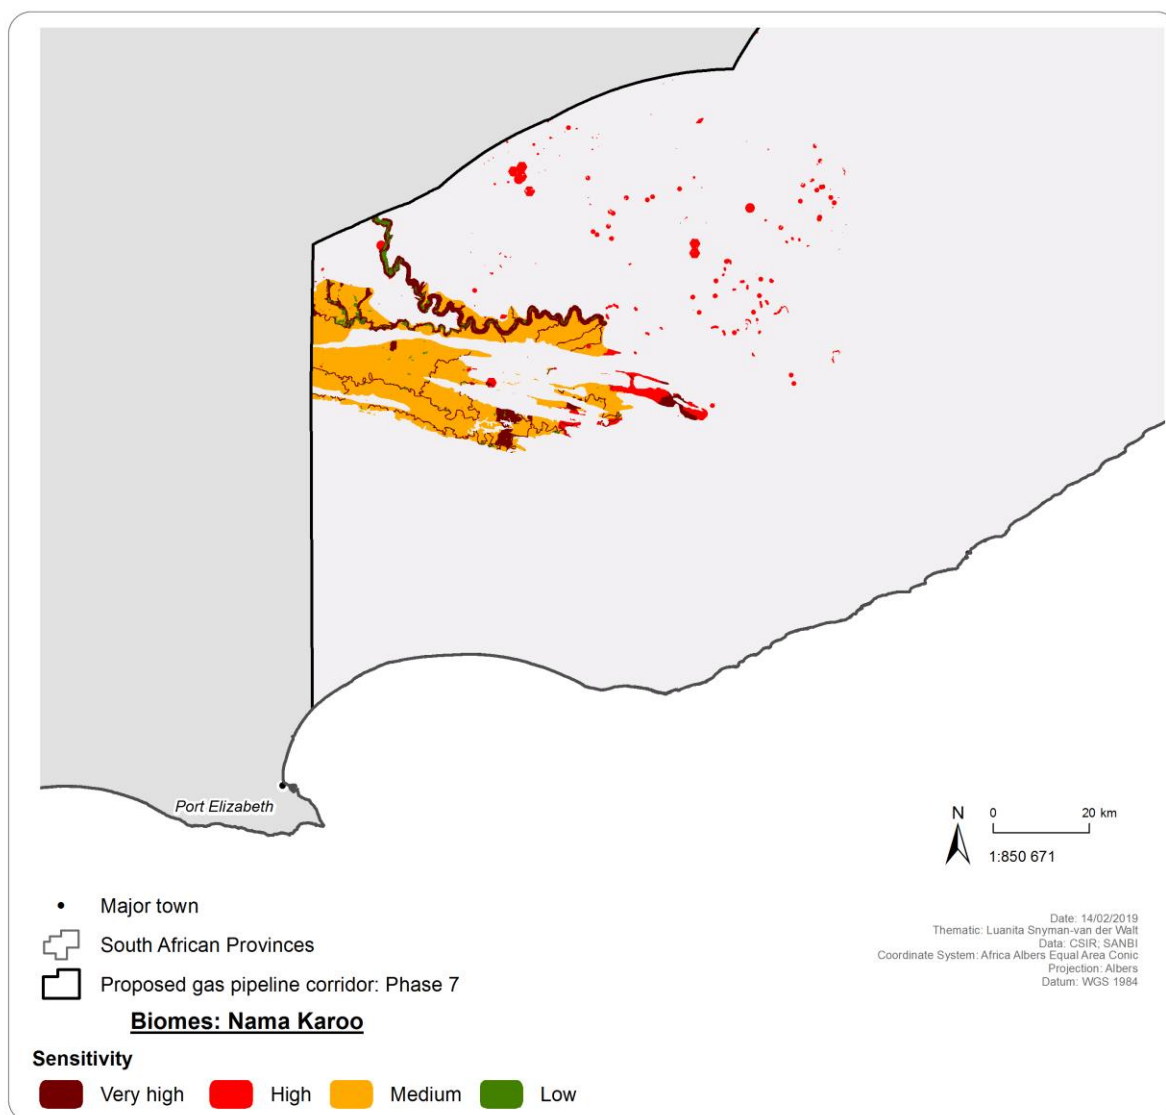 Port Elizabeth
N
0 20 km
1:850 671
Major town
South African Provinces
Proposed gas pipeline corridor: Phase 7
Date: 14/02/2019
Thematic: Luanita Snyman-van der Walt
Data: CSIR; SANBI
Coordinate System: Africa Albers Equal Area Conic
Projection: Albers
Datum: WGS 1984
Biomes: Nama Karoo
Sensitivity
Very high High Medium Low